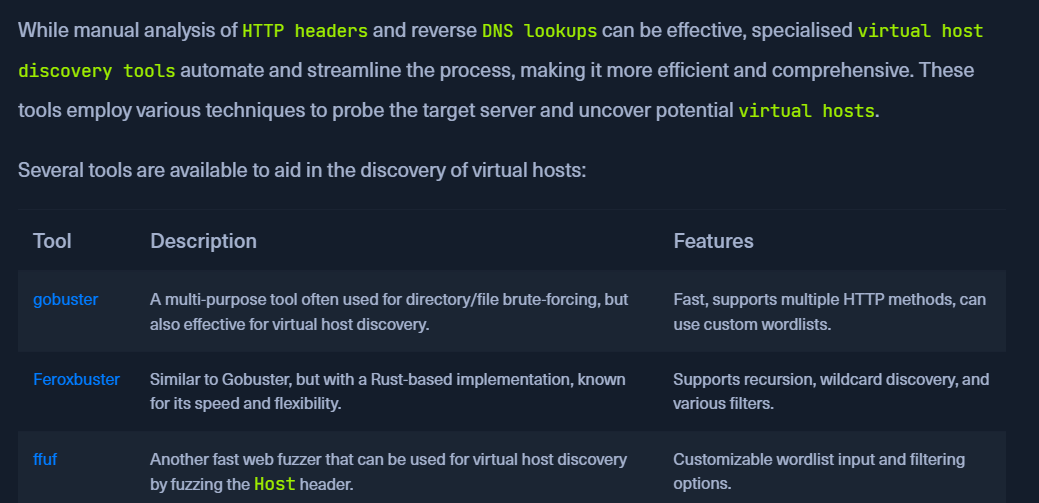 While manual analysis of HTTP headers and reverse DNS lookups can be effective, specialised virtual host
discovery tools automate and streamline the process, making it more efficient and comprehensive. These
tools employ various techniques to probe the target server and uncover potential virtual hosts.
Several tools are available to aid in the discovery of virtual hosts:
Tool Description Features
gobuster A multi-purpose tool often used for directory/file brute-forcing, but Fast, supports multiple HTTP methods, can
also effective for virtual host discovery. use custom wordlists.
Feroxbuster Similar to Gobuster, but with a Rust-based implementation, known Supports recursion, wildcard discovery, and
for its speed and flexibility. various filters.
ffuf Another fast web fuzzer that can be used for virtual host discovery Customizable wordlist input and filtering
by fuzzing the Host header. options.